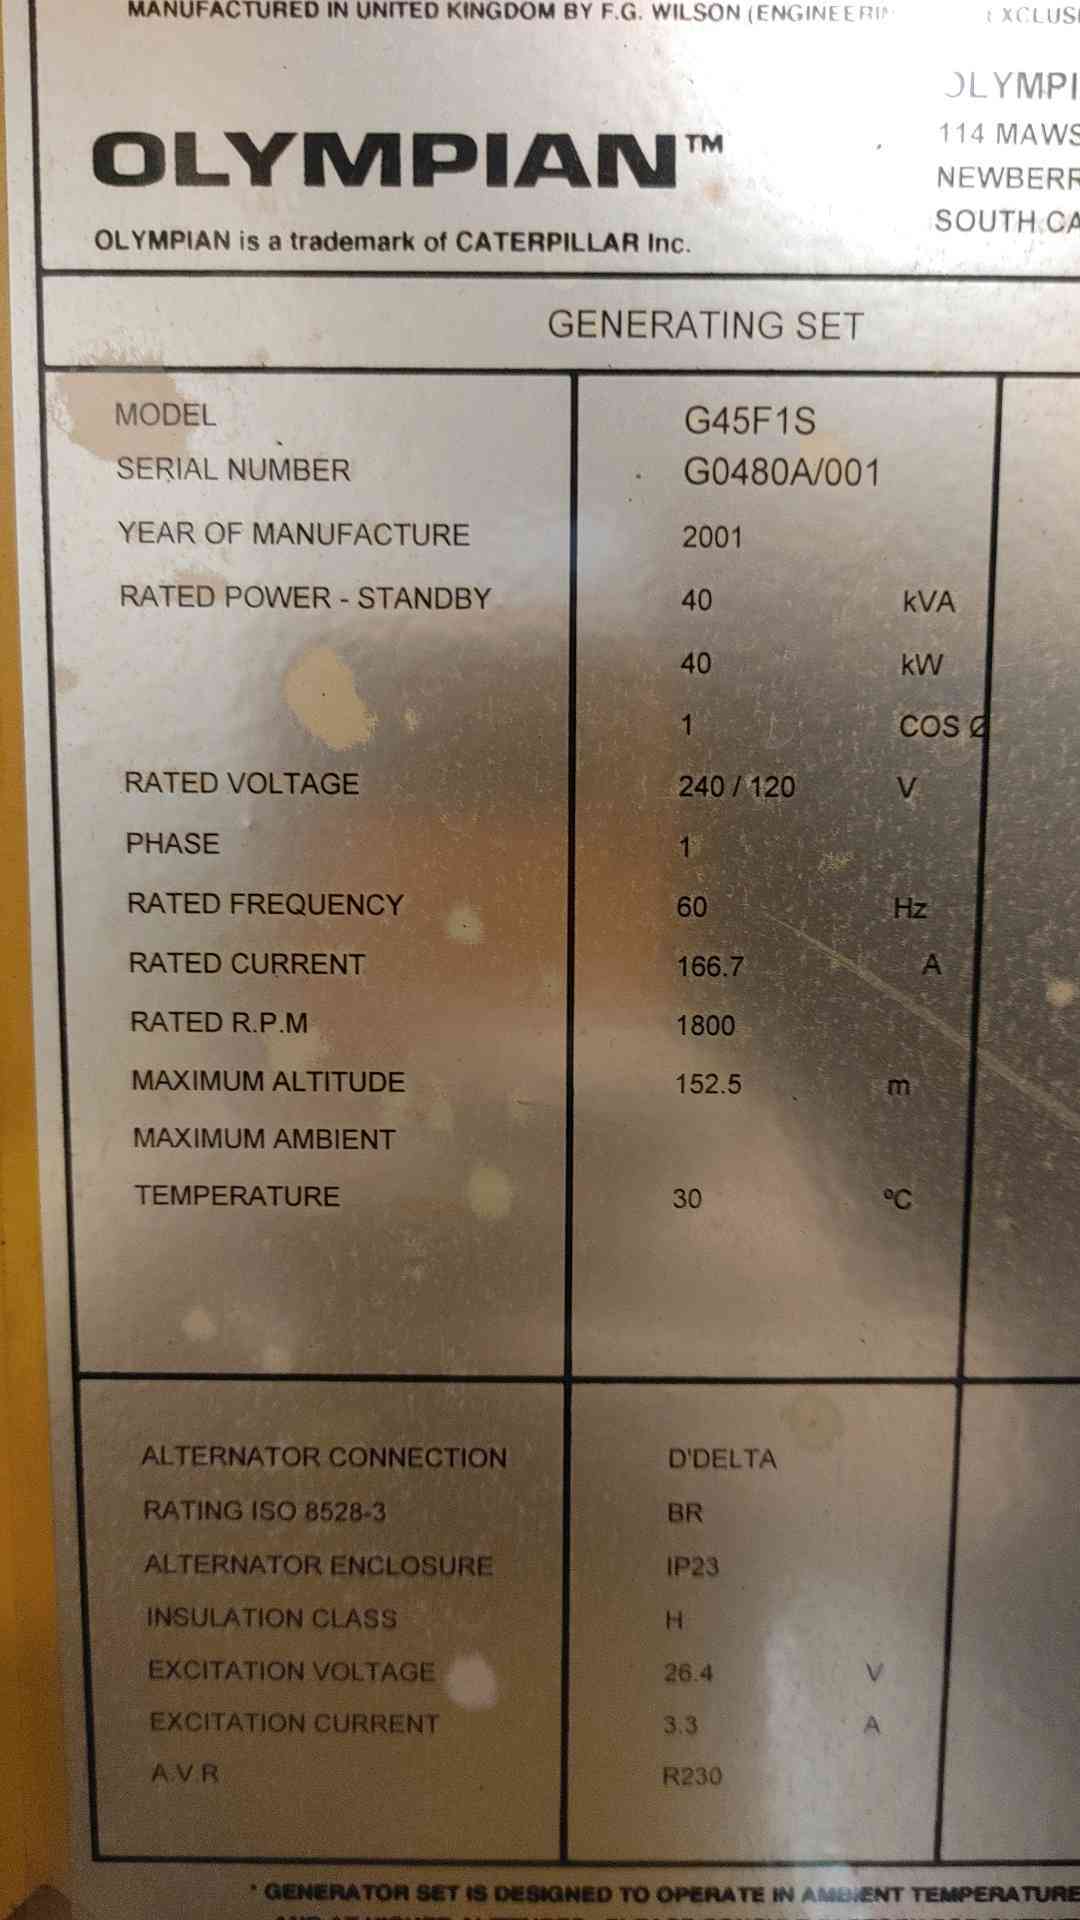 MANUFACTURED IN UNITED KINGDOM BY F.G. WILSON (ENGINEERIN
XCLUSI
OLYMPIAN™
OLYMPIAN is a trademark of CATERPILLAR Inc.
OLYMPI
114 MAWS
NEWBERR
SOUTH CA
GENERATING SET
MODEL G45F1S
SERIAL NUMBER G0480A/001
YEAR OF MANUFACTURE 2001
RATED POWER - STANDBY 40 kVA
40 kW
1 COS Ø
RATED VOLTAGE 240 / 120 V
PHASE 1
RATED FREQUENCY 60 Hz
RATED CURRENT 166.7 A
RATED R.P.M 1800
MAXIMUM ALTITUDE 152.5 m
MAXIMUM AMBIENT
TEMPERATURE 30 ºC
ALTERNATOR CONNECTION D'DELTA
RATING ISO 8528-3 BR
ALTERNATOR ENCLOSURE IP23
INSULATION CLASS H
EXCITATION VOLTAGE 26.4 V
EXCITATION CURRENT 3.3 A
A.V.R R230
* GENERATOR SET IS DESIGNED TO OPERATE IN AMBIENT TEMPERATURE